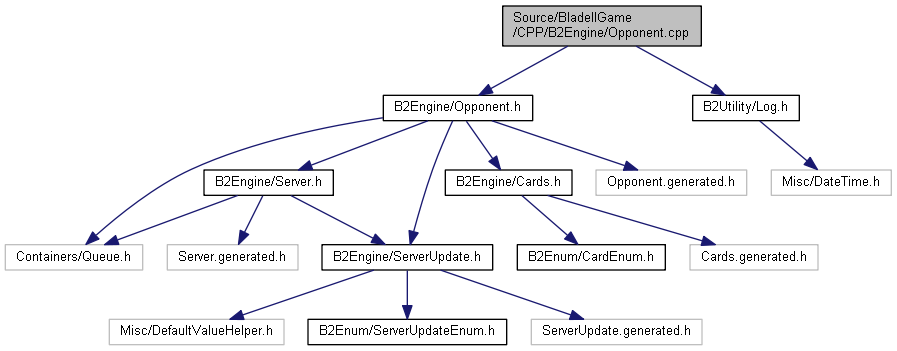 Source/BladeIIGame
/CPP/B2Engine/Opponent.cpp
B2Engine/Opponent.h
B2Utility/Log.h
B2Engine/Server.h
B2Engine/Cards.h
Opponent.generated.h
Misc/DateTime.h
Containers/Queue.h
Server.generated.h
B2Engine/ServerUpdate.h
B2Enum/CardEnum.h
Cards.generated.h
Misc/DefaultValueHelper.h
B2Enum/ServerUpdateEnum.h
ServerUpdate.generated.h